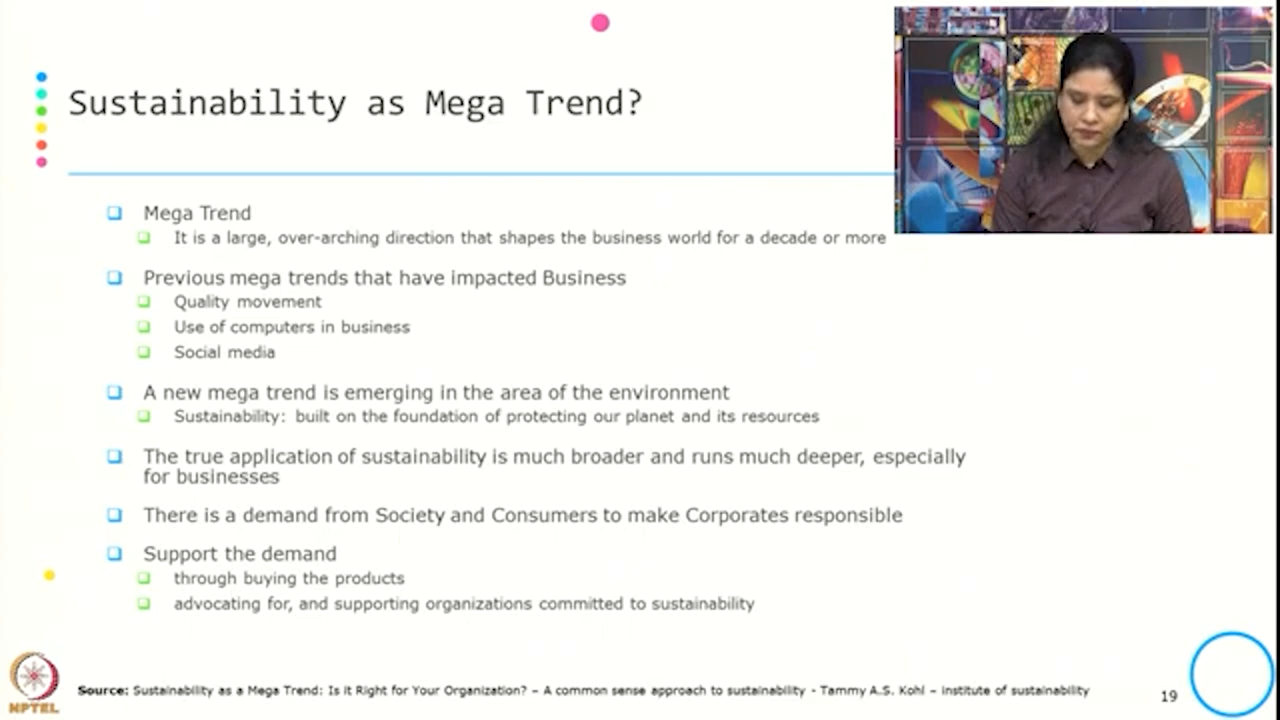 Sustainability as Mega Trend?
Mega Trend
It is a large, over-arching direction that shapes the business world for a decade or more
Previous mega trends that have impacted Business
Quality movement
Use of computers in business
Social media
A new mega trend is emerging in the area of the environment
Sustainability: built on the foundation of protecting our planet and its resources
The true application of sustainability is much broader and runs much deeper, especially
for businesses
There is a demand from Society and Consumers to make Corporates responsible
Support the demand
through buying the products
advocating for, and supporting organizations committed to sustainability
Source: Sustainability as a Mega Trend: Is it Right for Your Organization? – A common sense approach to sustainability - Tammy A.S. Kohl – institute of sustainability
19
NPTEL